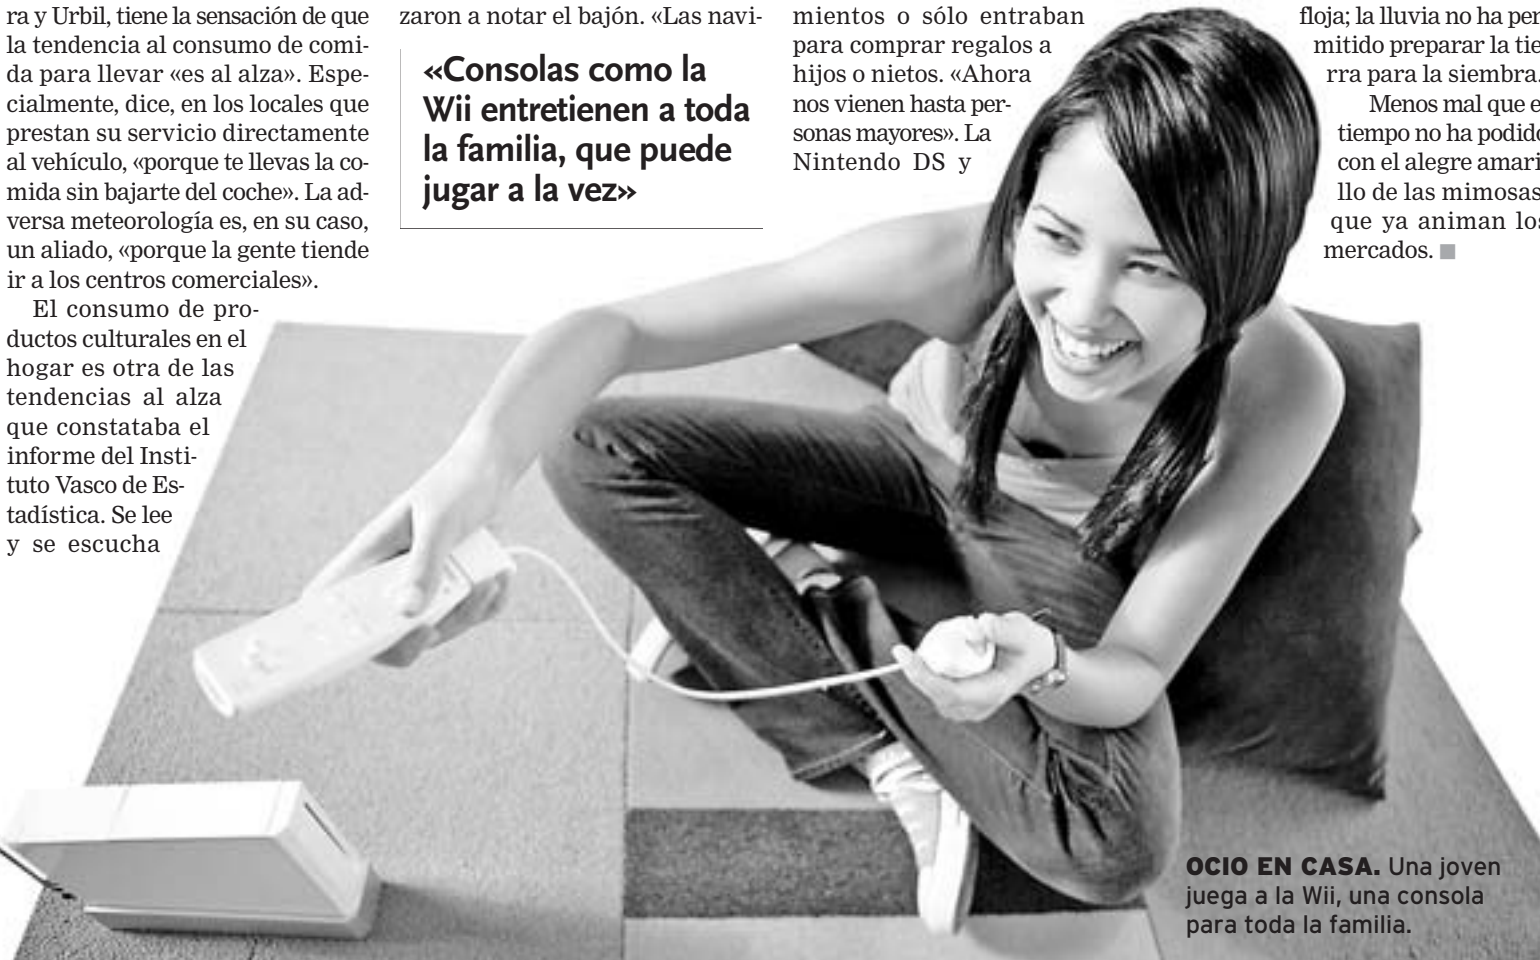 ra y Urbil, tiene la sensación de que
la tendencia al consumo de comi-
da para llevar «es al alza». Espe-
cialmente, dice, en los locales que
prestan su servicio directamente
al vehículo, «porque te llevas la co-
mida sin bajarte del coche». La ad-
versa meteorología es, en su caso,
un aliado, «porque la gente tiende
ir a los centros comerciales».
El consumo de pro-
ductos culturales en el
hogar es otra de las
tendencias al alza
que constataba el
informe del Insti-
tuto Vasco de Es-
tadística. Se lee
y se escucha
zaron a notar el bajón. «Las navi-
«Consolas como la
Wii entretienen a toda
la familia, que puede
jugar a la vez»
mientos o sólo entraban
para comprar regalos a
hijos o nietos. «Ahora
nos vienen hasta per-
sonas mayores». La
Nintendo DS y
floja; la lluvia no ha per
mitido preparar la tie
rra para la siembra.
Menos mal que e
tiempo no ha podido
con el alegre amari
llo de las mimosas
que ya animan los
mercados.
OCIO EN CASA. Una joven
juega a la Wii, una consola
para toda la familia.